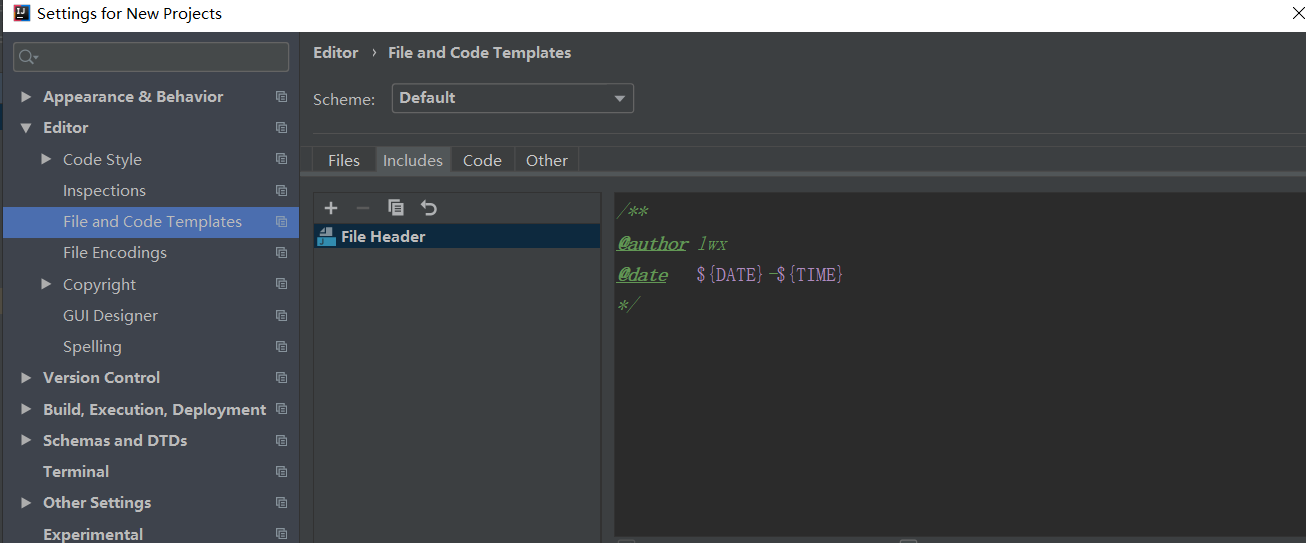 Settings for New Projects
Editor › File and Code Templates
Scheme: Default
Appearance & Behavior
Editor
Code Style
Inspections
File and Code Templates
File Encodings
Copyright
GUI Designer
Spelling
Version Control
Build, Execution, Deployment
Schemas and DTDs
Terminal
Other Settings
Experimental
Files Includes Code Other
File Header
/**
@author lwx
@date ${DATE}-${TIME}
*/